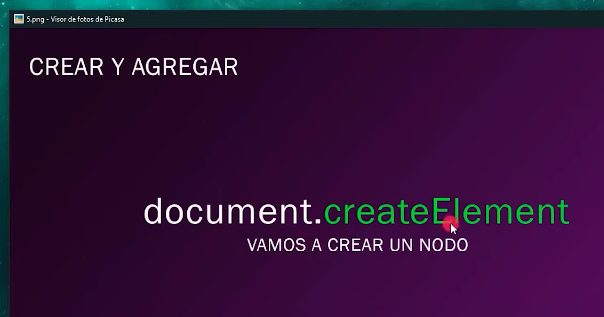 5.png - Visor de fotos de Picasa
CREAR Y AGREGAR
document.createElement
VAMOS A CREAR UN NODO